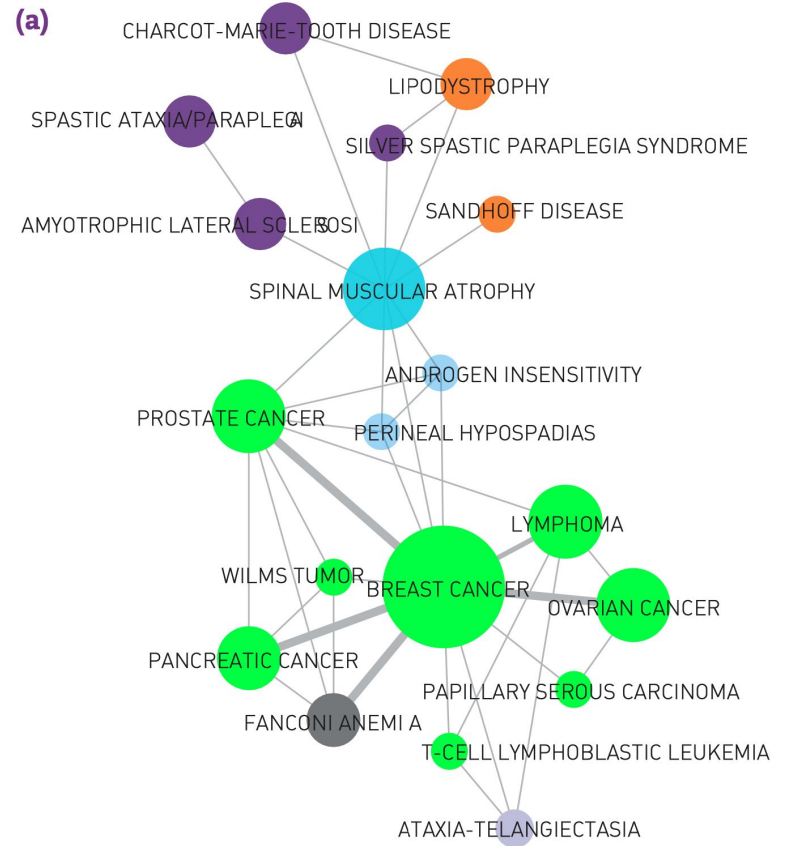 (a)
CHARCOT-MARIE-TOOTH DISEASE
LIPODYSTROPHY
SPASTIC ATAXIA/PARAPLEGIA
SILVER SPASTIC PARAPLEGIA SYNDROME
SANDHOFF DISEASE
AMYOTROPHIC LATERAL SCLEROSIS
SPINAL MUSCULAR ATROPHY
ANDROGEN INSENSITIVITY
PROSTATE CANCER
PERINEAL HYPOSPADIAS
LYMPHOMA
WILMS TUMOR
BREAST CANCER
OVARIAN CANCER
PANCREATIC CANCER
PAPILLARY SEROUS CARCINOMA
FANCONI ANEMI A
T-CELL LYMPHOBLASTIC LEUKEMIA
ATAXIA-TELANGIECTASIA